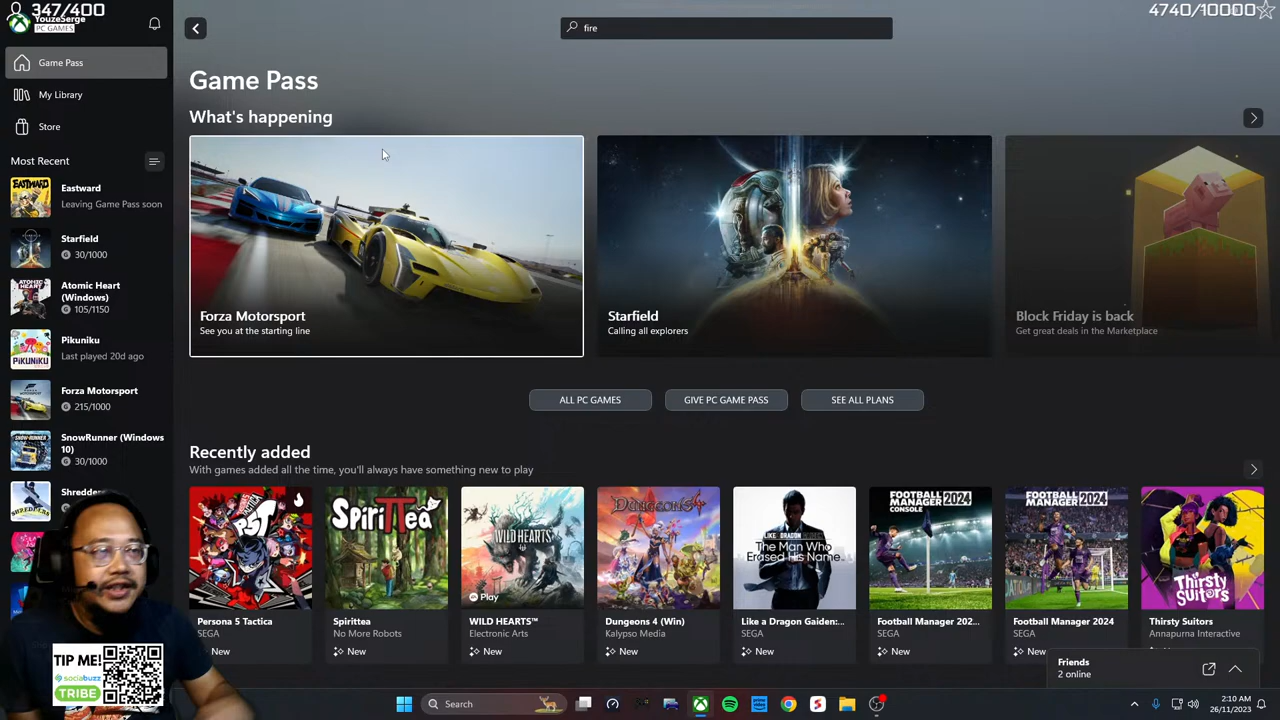 347/400
4740/10000
YouzeSerge
PC GAMES
fire
Game Pass
My Library
Store
Most Recent
Eastward
Leaving Game Pass soon
Starfield
30/1000
Atomic Heart
(Windows)
105/1150
Pikuniku
Last played 20d ago
Forza Motorsport
215/1000
SnowRunner (Windows
10)
30/1000
Shredders
TIP ME!
sociabuzz
TRIBE
Game Pass
What's happening
Forza Motorsport
See you at the starting line
Starfield
Calling all explorers
Block Friday is back
Get great deals in the Marketplace
ALL PC GAMES
GIVE PC GAME PASS
SEE ALL PLANS
Recently added
With games added all the time, you'll always have something new to play
SpiriTTea
WILD HEARTS
Play
DUNGEONS 4
LIKE A DRAGON GAIDEN
The Man Who
Erased His Name
FOOTBALL
MANAGER 2024
CONSOLE
FOOTBALL
MANAGER 2024
Thirsty
Suitors
Persona 5 Tactica
SEGA
New
Spirittea
No More Robots
New
WILD HEARTS™
Electronic Arts
New
Dungeons 4 (Win)
Kalypso Media
New
Like a Dragon Gaiden:...
SEGA
New
Football Manager 202...
SEGA
New
Football Manager 2024
SEGA
New
Thirsty Suitors
Annapurna Interactive
New
Friends
2 online
Search
2:10 AM
26/11/2023